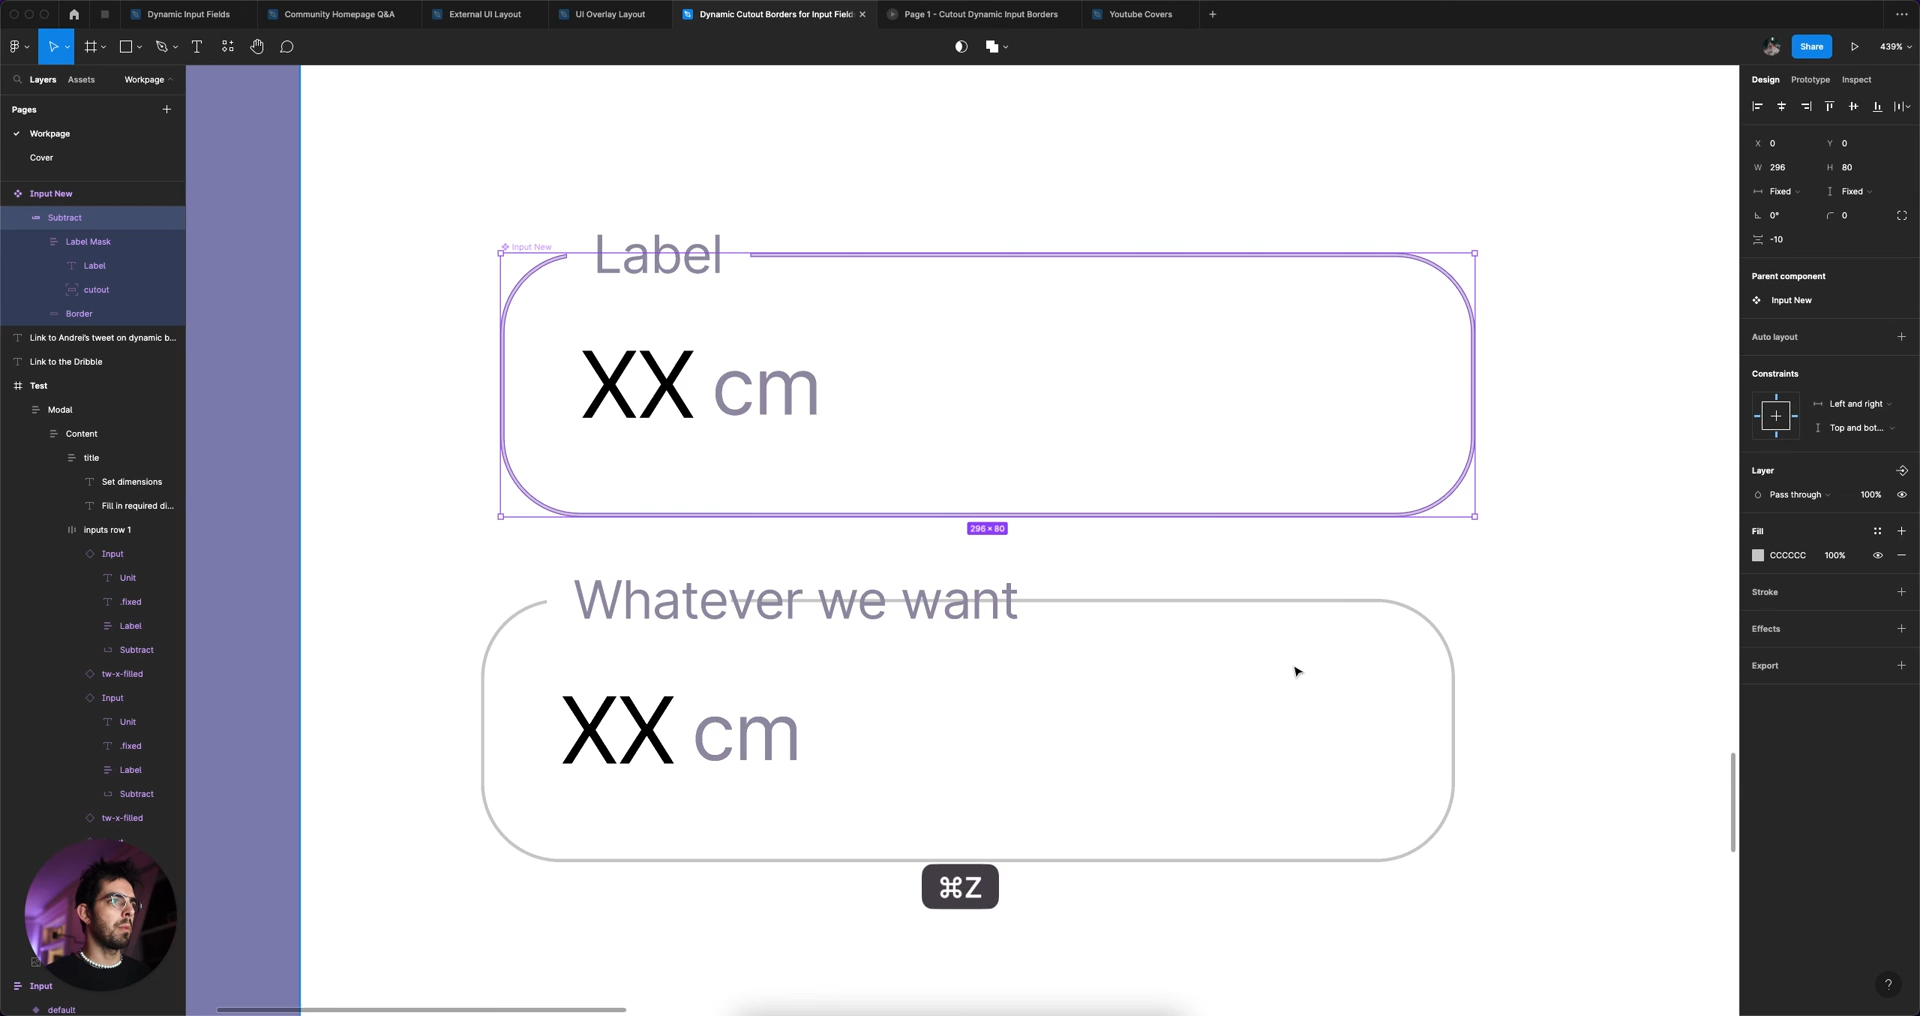 Dynamic Input Fields
Community Homepage Q&A
External UI Layout
UI Overlay Layout
Dynamic Cutout Borders for Input Field
Page 1 - Cutout Dynamic Input Borders
Youtube Covers
Share
439%
Layers
Assets
Workpage
Design
Prototype
Inspect
Pages
Workpage
Cover
Input New
Subtract
Label Mask
Label
cutout
Border
Link to Andrei's tweet on dynamic b...
Link to the Dribble
Test
Modal
Content
title
Set dimensions
Fill in required di...
inputs row 1
Input
Unit
.fixed
Label
Subtract
tw-x-filled
Input
Unit
.fixed
Label
Subtract
tw-x-filled
Input
default
Input New
Label
XX cm
296 × 80
Whatever we want
XX cm
⌘Z
X 0
Y 0
W 296
H 80
Fixed
Fixed
0°
0
-10
Parent component
Input New
Auto layout
Constraints
Left and right
Top and bot...
Layer
Pass through
100%
Fill
CCCCCC
100%
Stroke
Effects
Export
?